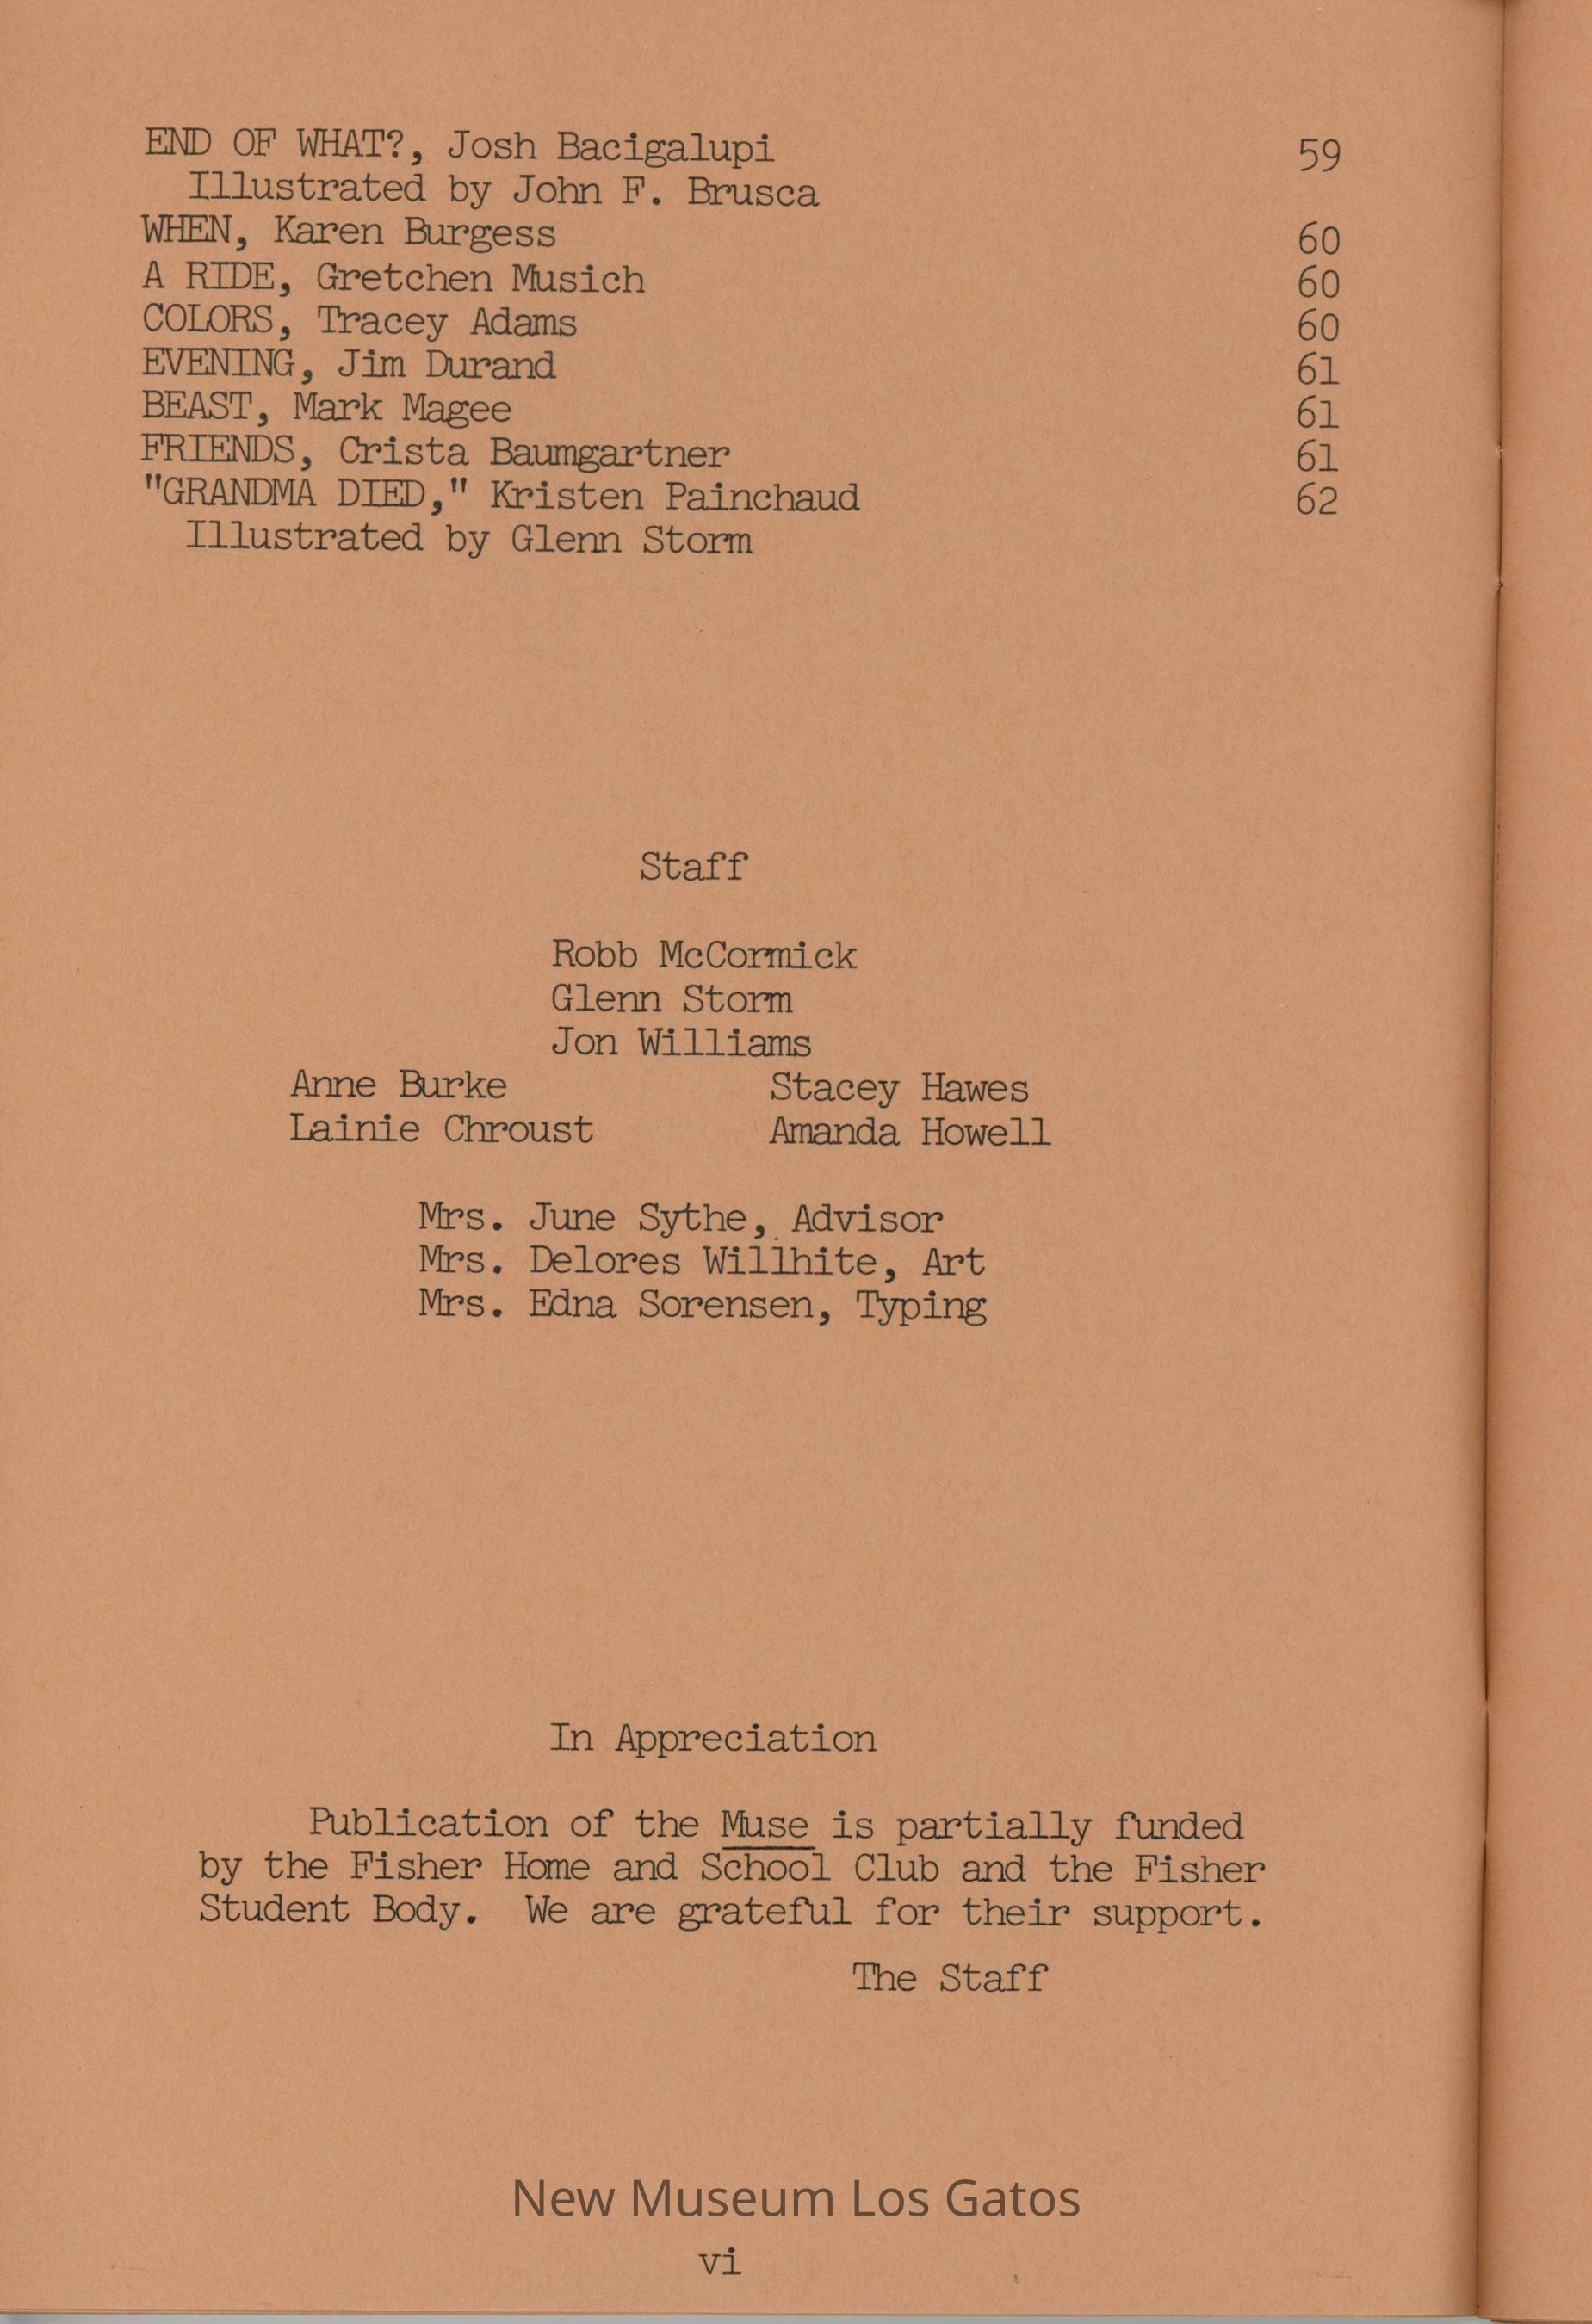 END OF WHAT?, Josh Bacigalupi 59
Illustrated by John F. Brusca
WHEN, Karen Burgess 60
A RIDE, Gretchen Musich 60
COLORS, Tracey Adams 60
EVENING, Jim Durand 61
BEAST, Mark Magee 61
FRIENDS, Crista Baumgartner 61
"GRANDMA DIED," Kristen Painchaud 62
Illustrated by Glenn Storm
Staff
Robb McCormick
Glenn Storm
Jon Williams
Anne Burke Stacey Hawes
Lainie Chroust Amanda Howell
Mrs. June Sythe, Advisor
Mrs. Delores Willhite, Art
Mrs. Edna Sorensen, Typing
In Appreciation
Publication of the Muse is partially funded
by the Fisher Home and School Club and the Fisher
Student Body. We are grateful for their support.
The Staff
New Museum Los Gatos
vi